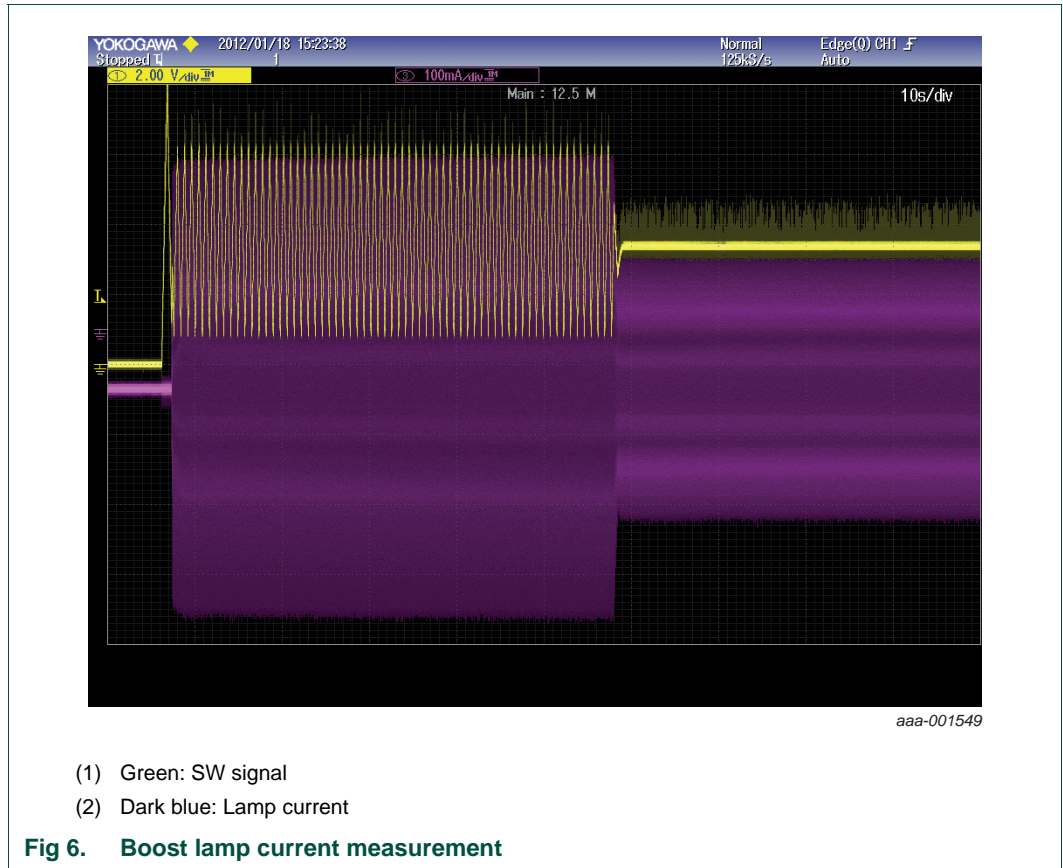 YOKOGAWA 2012/01/18 15:23:38 Normal Edge(Q) CH1
Stopped 1 125kS/s Auto
① 2.00 V/div ③ 100mA/div
Main : 12.5 M 10s/div
T
aaa-001549
(1) Green: SW signal
(2) Dark blue: Lamp current
Fig 6. Boost lamp current measurement